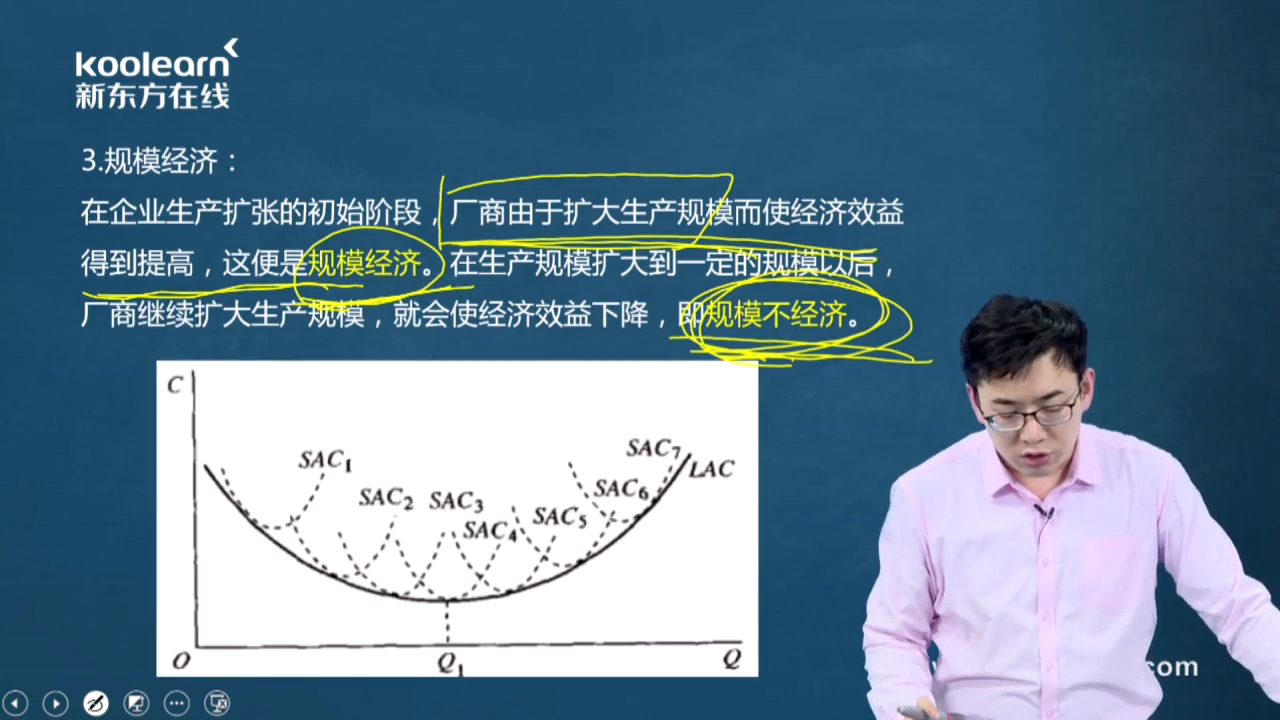 koolearn
新东方在线
3.规模经济：
在企业生产扩张的初始阶段，厂商由于扩大生产规模而使经济效益
得到提高，这便是规模经济。在生产规模扩大到一定的规模以后，
厂商继续扩大生产规模，就会使经济效益下降，即规模不经济。
C
SAC₁
SAC₂
SAC₃
SAC₄
SAC₅
SAC₆
SAC₇
LAC
O
Q₁
Q
com